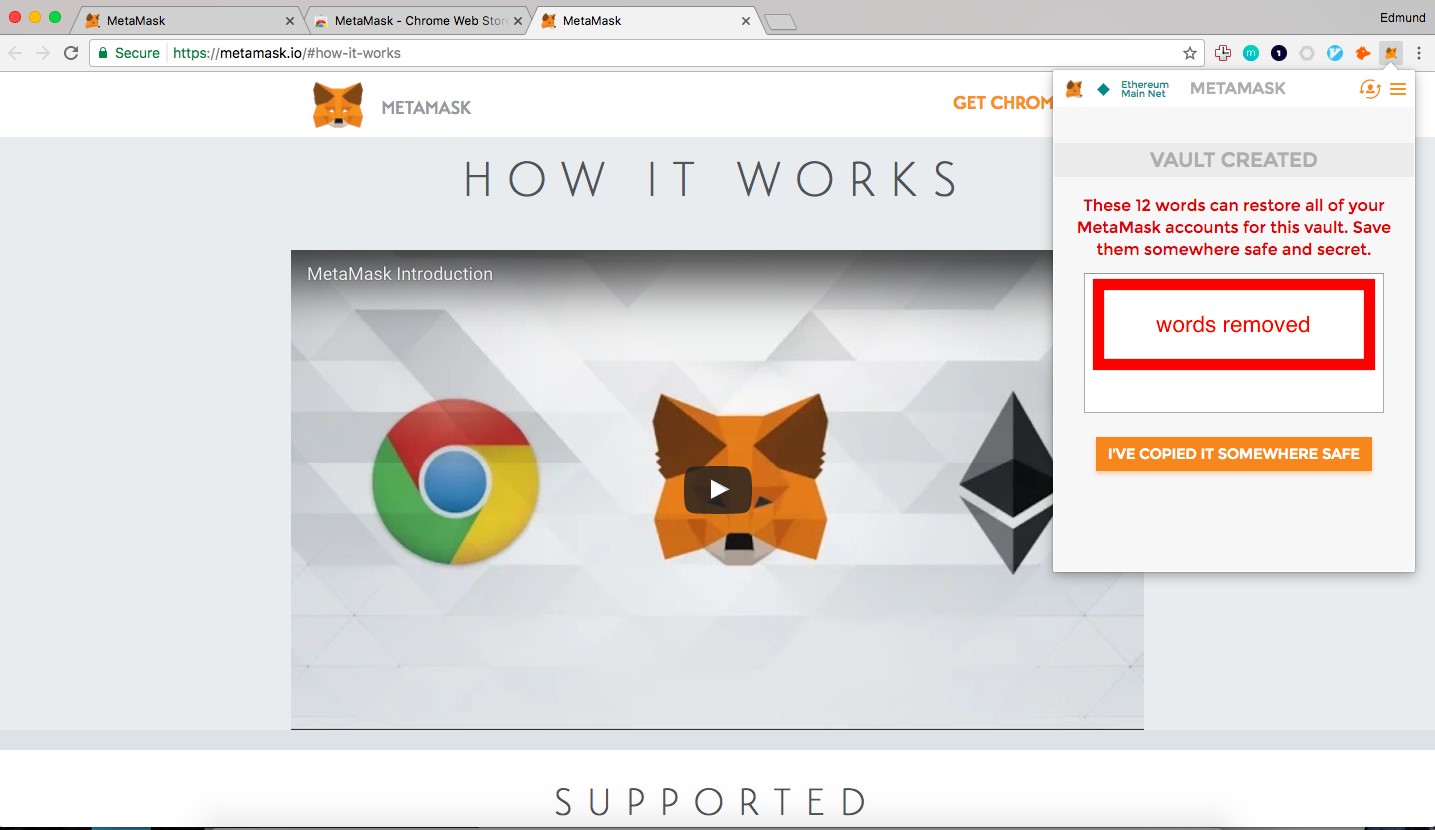 MetaMask
MetaMask - Chrome Web Stor
MetaMask
Edmund
Secure
https://metamask.io/#how-it-works
METAMASK
GET CHROM
HOW IT WORKS
MetaMask Introduction
Ethereum
Main Net
METAMASK
VAULT CREATED
These 12 words can restore all of your
MetaMask accounts for this vault. Save
them somewhere safe and secret.
words removed
I'VE COPIED IT SOMEWHERE SAFE
SUPPORTED